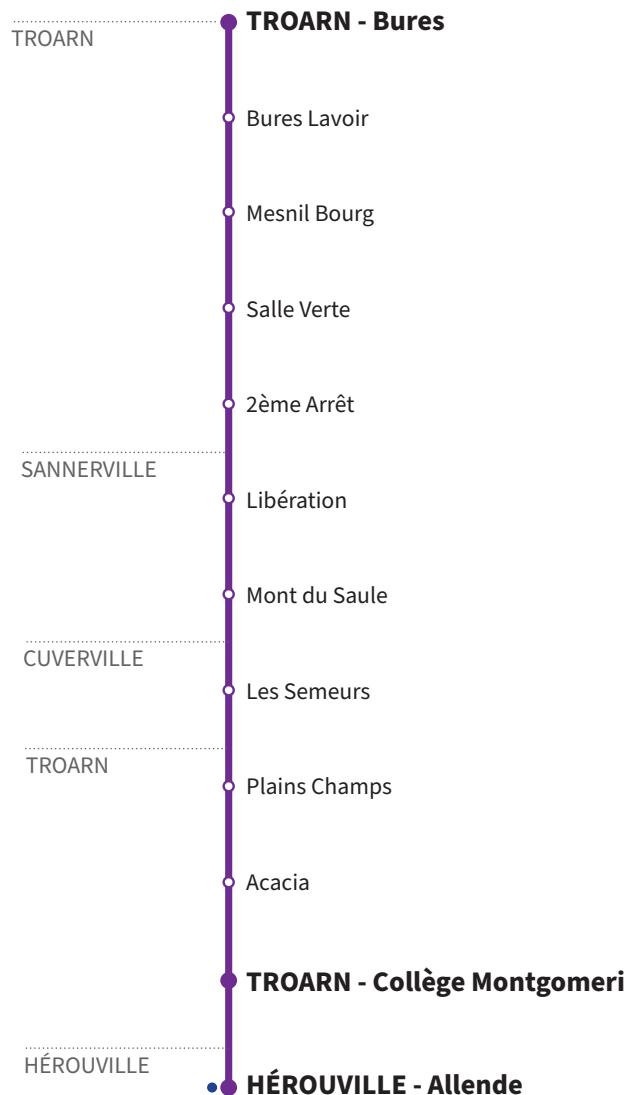 TROARN - Bures
TROARN
Bures Lavoir
Mesnil Bourg
Salle Verte
2ème Arrêt
SANNERVILLE
Libération
Mont du Saule
CUVERVILLE
Les Semeurs
TROARN
Plains Champs
Acacia
TROARN - Collège Montgomeri
HÉROUVILLE
HÉROUVILLE - Allende